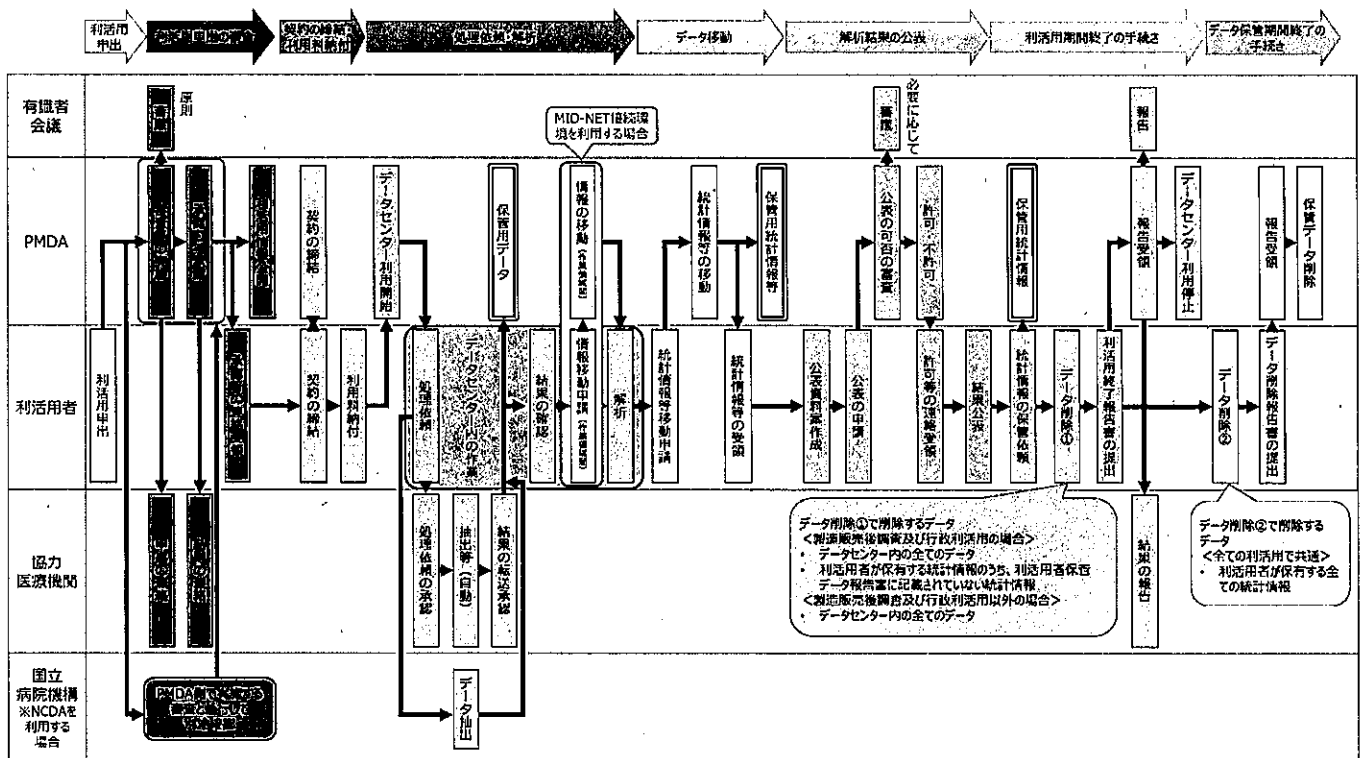 利活用
申出
契約の締結
利用料納付
処理依頼・解析
データ移動
解析結果の公表
利活用期間終了の手続き
データ保管期間終了の
手続き
有識者
会議
原則
MID-NET接続環
境を利用する場合
審議
必要に応じて
報告
PMDA
契約の締結
データセンター利用開始
保管用データ
情報の移動
統計情報等の移動
保管用統計情報等
公表の可否の審査
許可・不許可
保管用統計情報
報告受領
データセンター利用停止
報告受領
保管データ削除
利活用者
利活用申出
契約の締結
利用料納付
処理依頼
データセンター内の作業
結果の確認
情報移動申請
解析
統計情報等移動申請
統計情報等の受領
公表資料案作成
公表の申請
許可等の連絡受領
結果公表
統計情報の保管依頼
データ削除①
利活用終了報告書の提出
データ削除②
データ削除報告書の提出
協力
医療機関
処理依頼の承認
抽出等(自動)
結果の転送承認
データ削除①で削除するデータ
<製造販売後調査及び行政利活用の場合>
・ データセンター内の全てのデータ
・ 利活用者が保有する統計情報のうち、利活用者保管
データ報告書に記載されていない統計情報
<製造販売後調査及び行政利活用以外の場合>
・ データセンター内の全てのデータ
結果の報告
データ削除②で削除する
データ
<全ての利活用で共通>
・ 利活用者が保有する全
ての統計情報
国立
病院機構
※NCDAを
利用する
場合
データ抽出